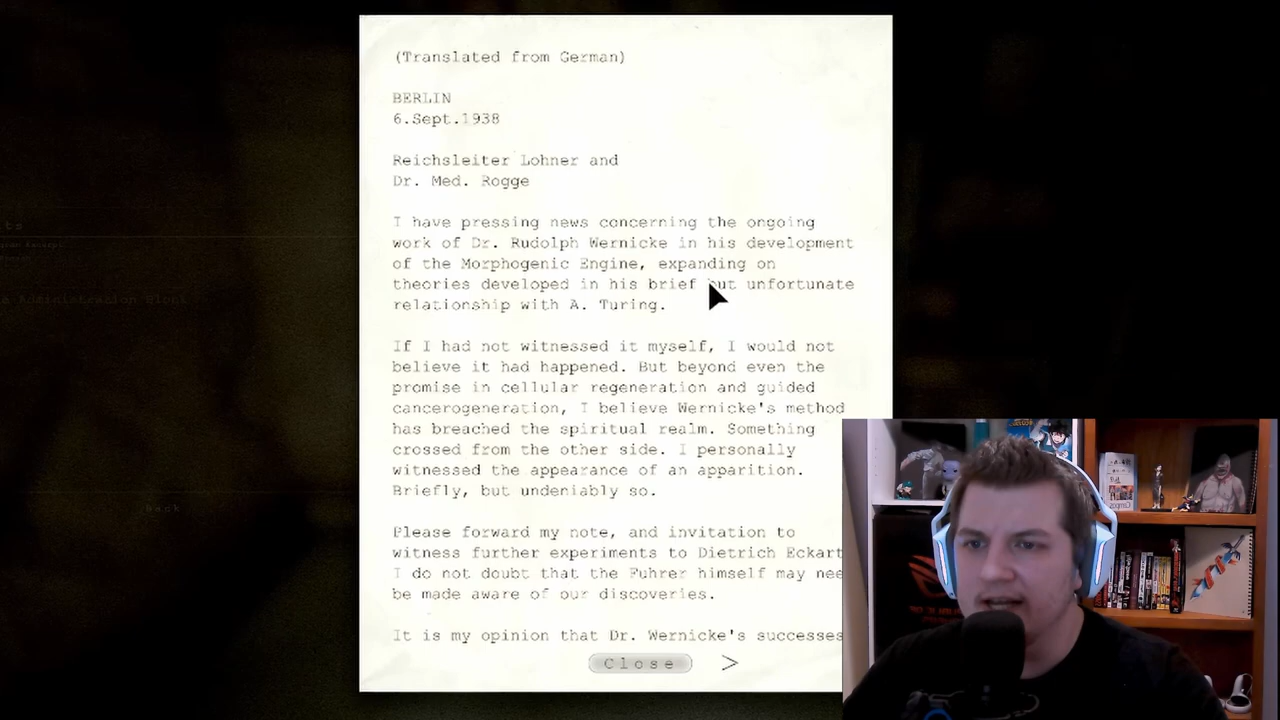 (Translated from German)
BERLIN
6.Sept.1938
Reichsleiter Lohner and
Dr. Med. Rogge
I have pressing news concerning the ongoing
work of Dr. Rudolph Wernicke in his development
of the Morphogenic Engine, expanding on
theories developed in his brief but unfortunate
relationship with A. Turing.
If I had not witnessed it myself, I would not
believe it had happened. But beyond even the
promise in cellular regeneration and guided
cancerogeneration, I believe Wernicke's method
has breached the spiritual realm. Something
crossed from the other side. I personally
witnessed the appearance of an apparition.
Briefly, but undeniably so.
Please forward my note, and invitation to
witness further experiments to Dietrich Eckart
I do not doubt that the Fuhrer himself may nee
be made aware of our discoveries.
It is my opinion that Dr. Wernicke's successes
Close >
Administration Block
Back